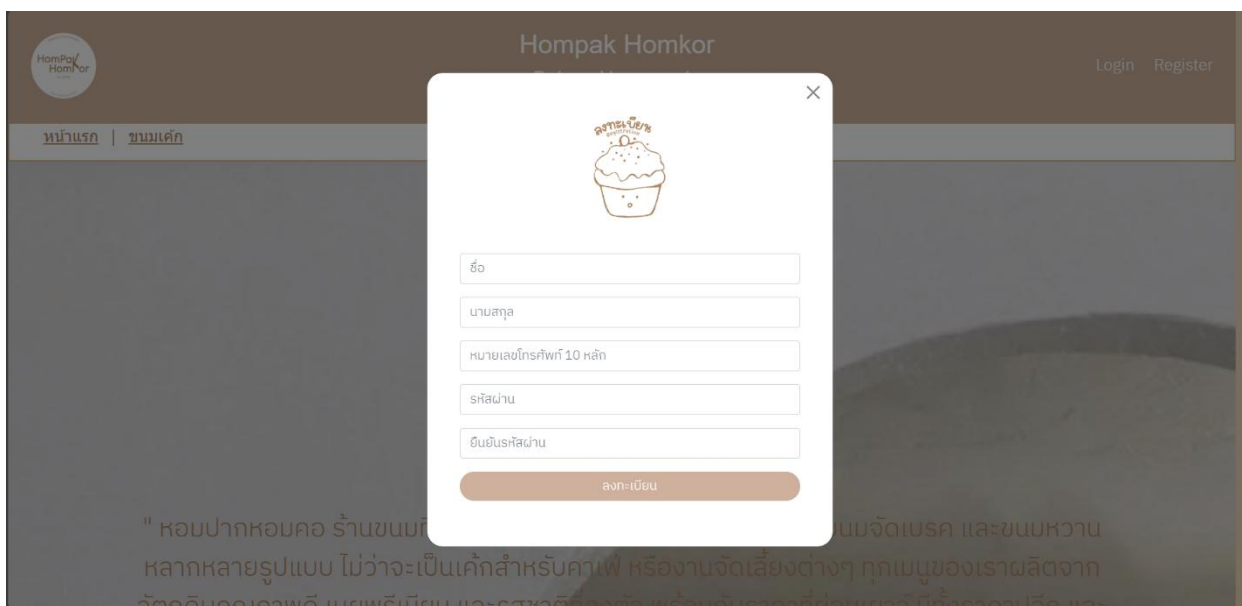 Hompak Homkor
HomPak
Homkor
Login Register
หน้าแรก | ขนมเค้ก
ลงทะเบียน
ชื่อ
นามสกุล
หมายเลขโทรศัพท์ 10 หลัก
รหัสผ่าน
ยืนยันรหัสผ่าน
ลงทะเบียน
" หอมปากหอมคอ ร้านขนม นมจัดเบรค และขนมหวาน
หลากหลายรูปแบบ ไม่ว่าจะเป็นเค้กสำหรับคาเฟ่ หรืองานจัดเลี้ยงต่างๆ ทุกเมนูของเราผลิตจาก